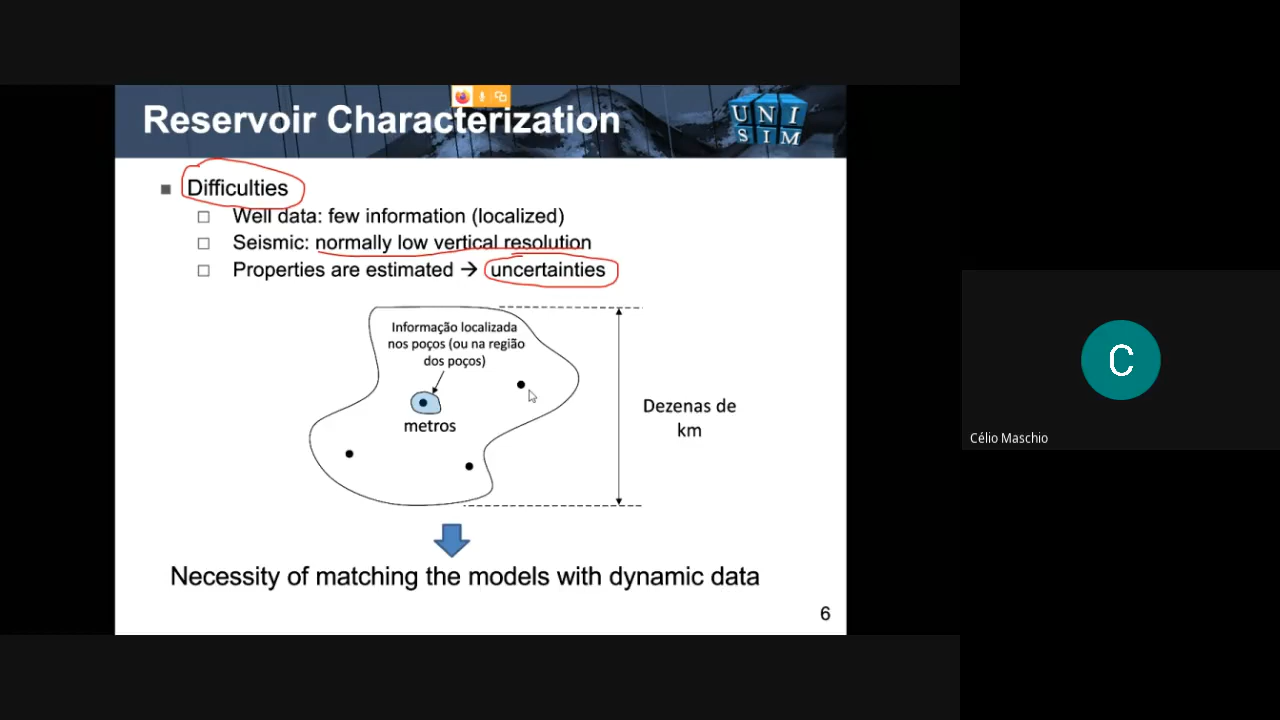 Reservoir Characterization
UNI
SIM
Difficulties
Well data: few information (localized)
Seismic: normally low vertical resolution
Properties are estimated → uncertainties
Informação localizada
nos poços (ou na região
dos poços)
metros
Dezenas de
km
Necessity of matching the models with dynamic data
6
C
Célio Maschio